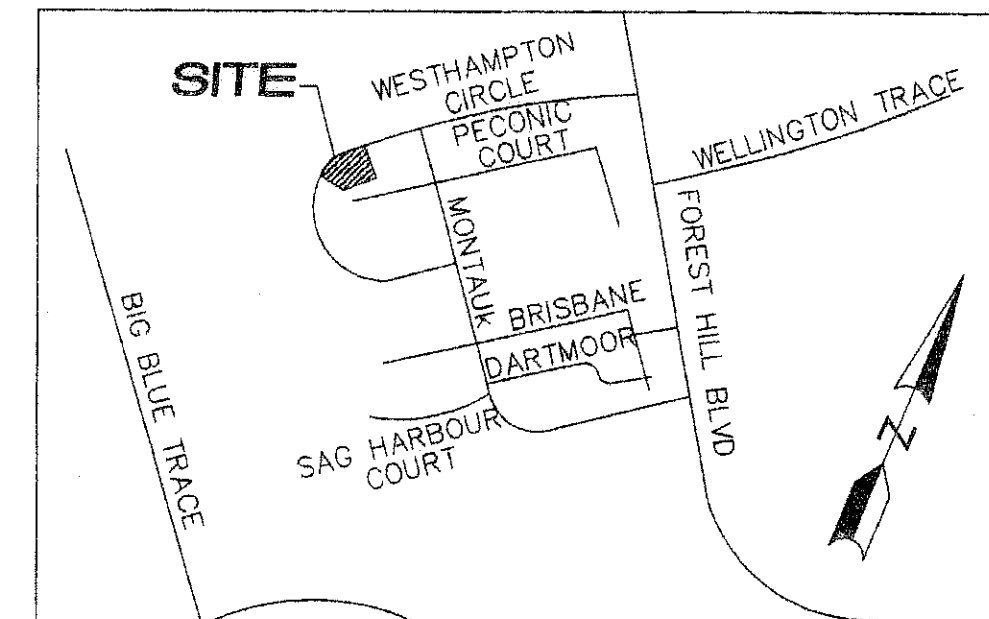 SITE
WESTHAMPTON
CIRCLE
PECONIC
COURT
WELLINGTON TRACE
MONTAUK
FOREST HILL BLVD
BRISBANE
DARTMOOR
BIG BLUE TRACE
SAG HARBOUR
COURT
N